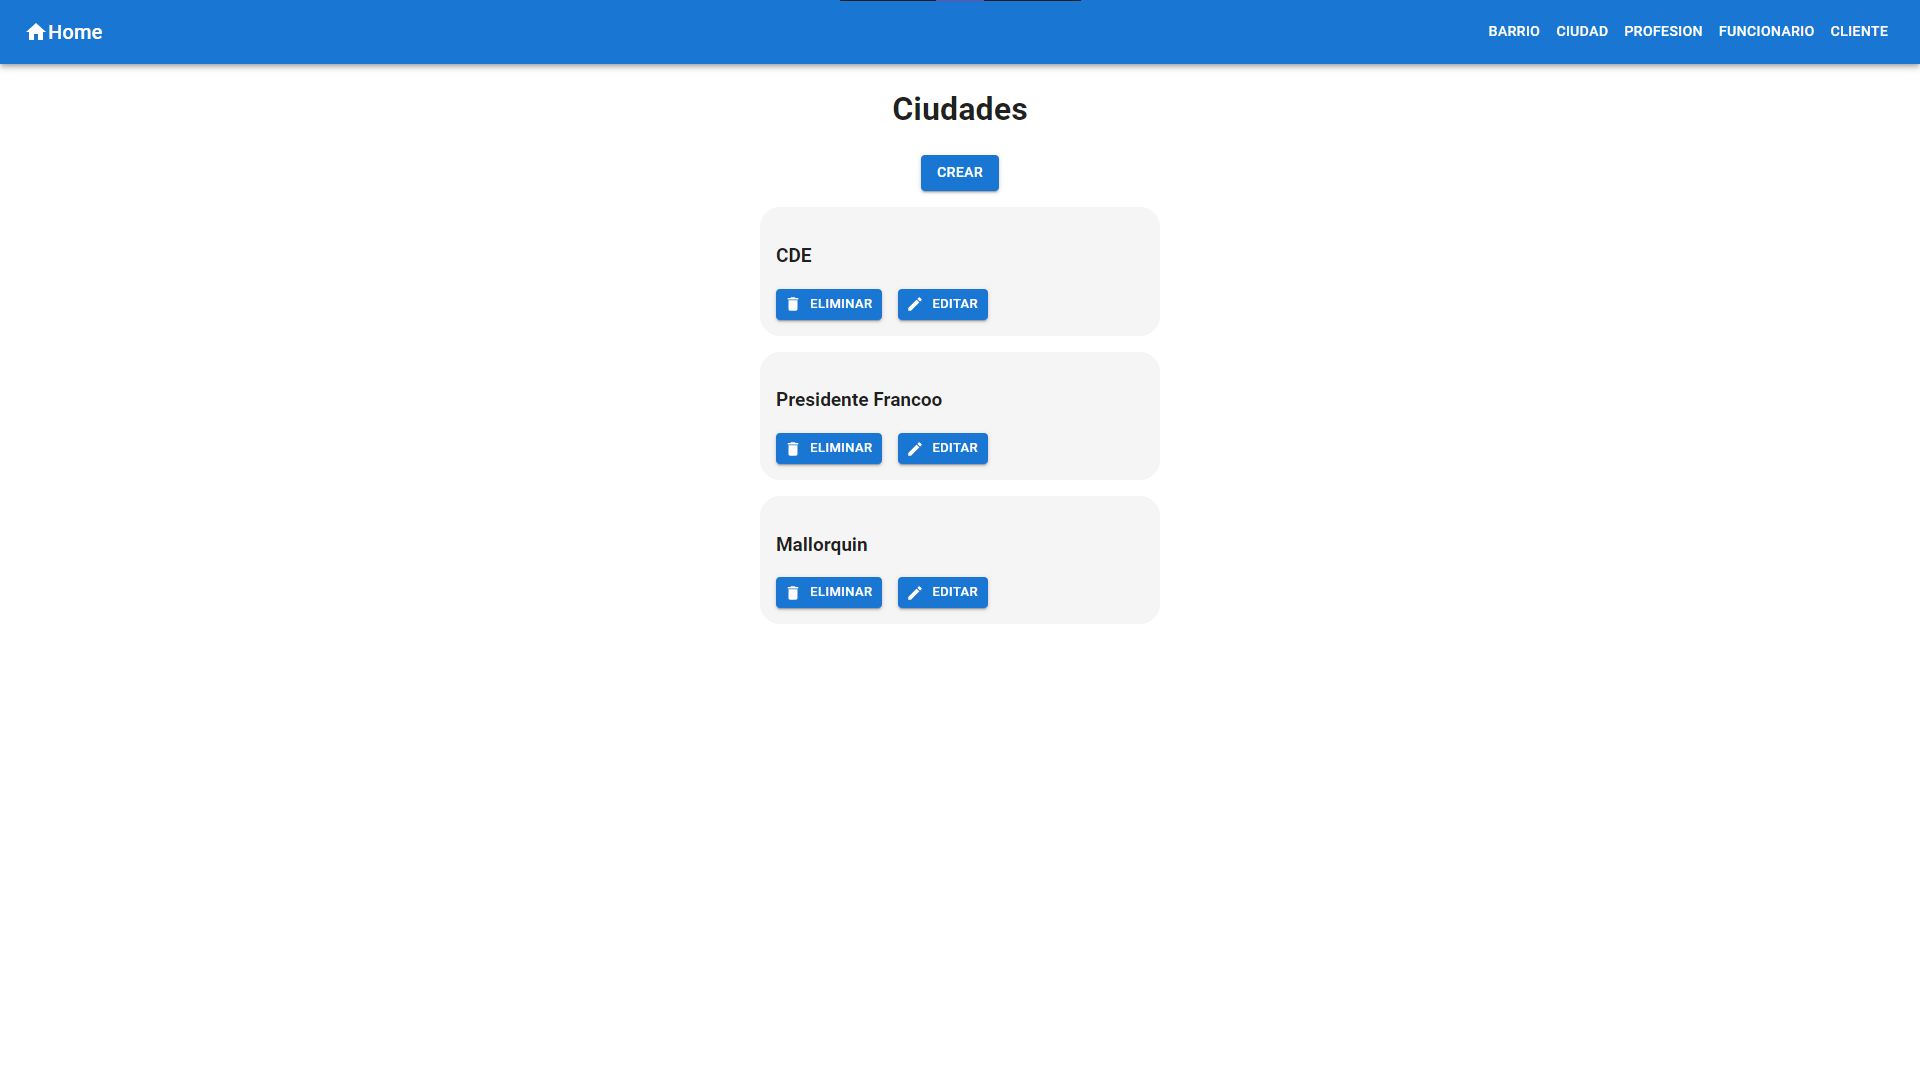 Home
BARRIO CIUDAD PROFESION FUNCIONARIO CLIENTE
Ciudades
CREAR
CDE
ELIMINAR EDITAR
Presidente Francoo
ELIMINAR EDITAR
Mallorquin
ELIMINAR EDITAR